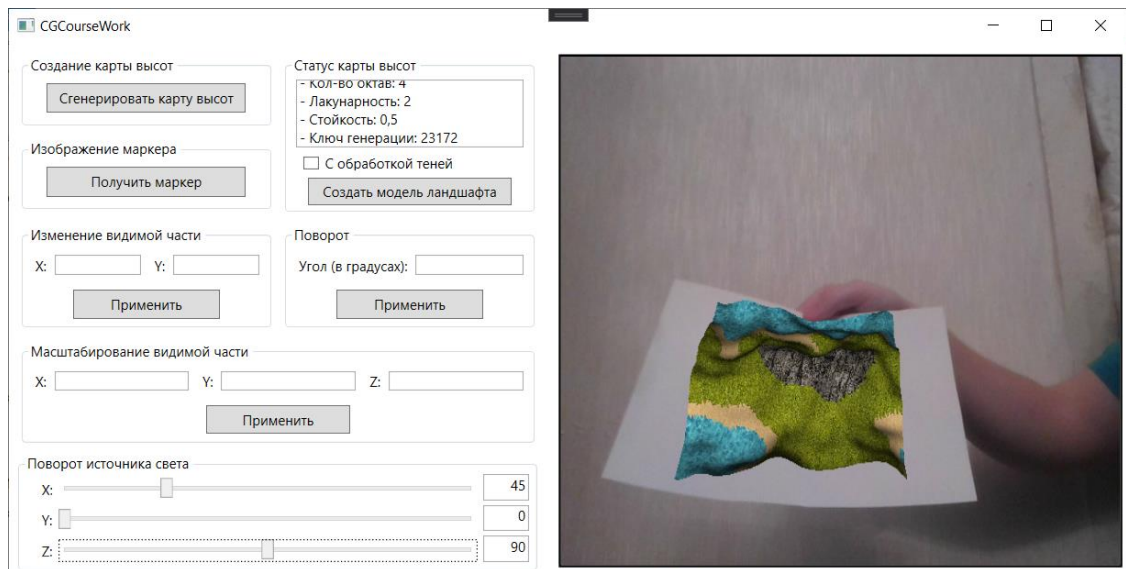 CGCourseWork
Создание карты высот
Сгенерировать карту высот
Статус карты высот
- Кол-во октав: 4
- Лакунарность: 2
- Стойкость: 0,5
- Ключ генерации: 23172
С обработкой теней
Создать модель ландшафта
Изображение маркера
Получить маркер
Изменение видимой части
X: Y:
Применить
Поворот
Угол (в градусах):
Применить
Масштабирование видимой части
X: Y: Z:
Применить
Поворот источника света
X: 45
Y: 0
Z: 90